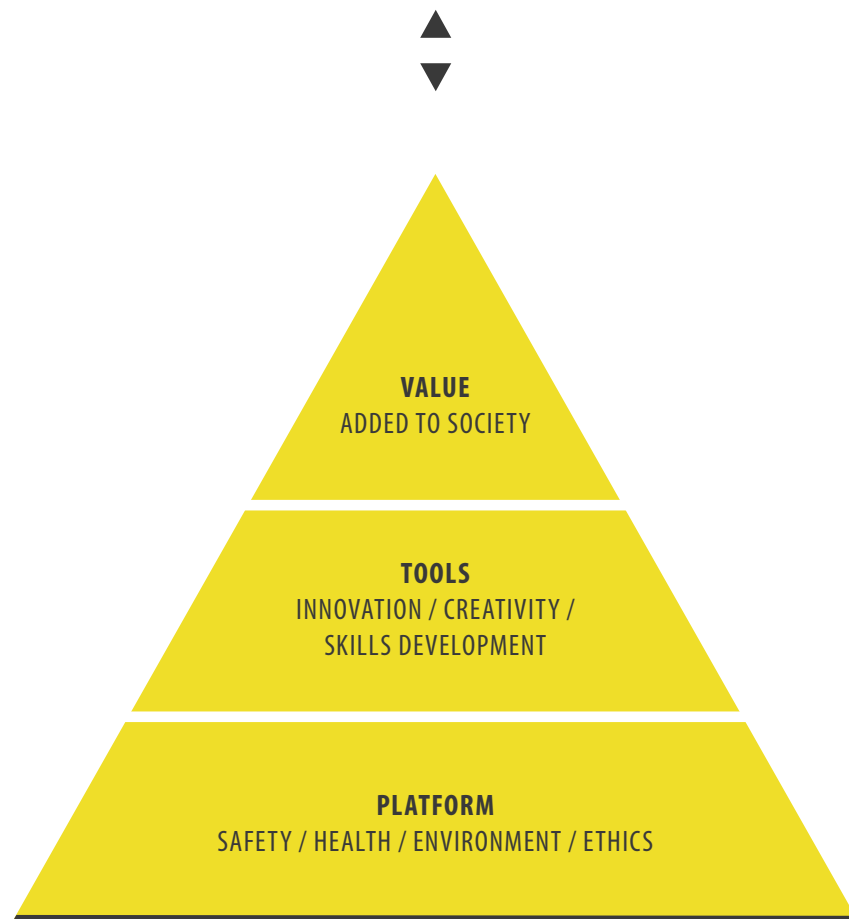 VALUE
ADDED TO SOCIETY
TOOLS
INNOVATION / CREATIVITY /
SKILLS DEVELOPMENT
PLATFORM
SAFETY / HEALTH / ENVIRONMENT / ETHICS